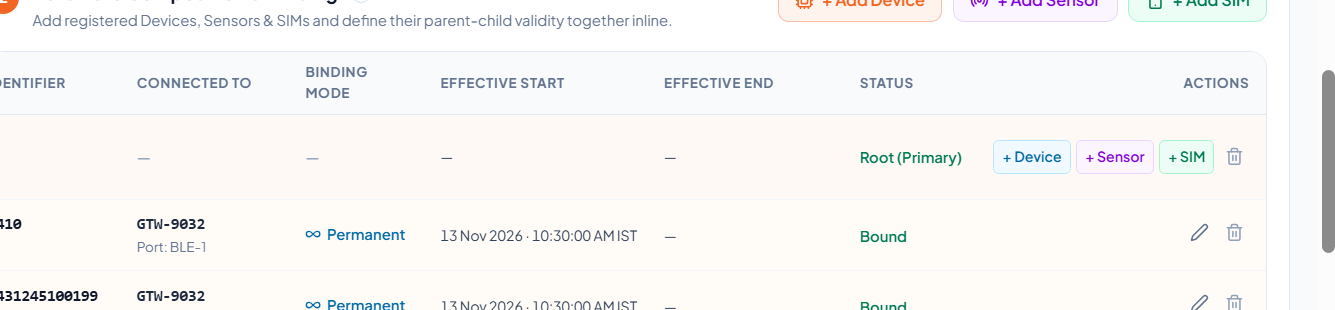 Add registered Devices, Sensors & SIMs and define their parent-child validity together inline.
+ Add Device
+ Add Sensor
+ Add SIM
CONNECTED TO
BINDING MODE
EFFECTIVE START
EFFECTIVE END
STATUS
ACTIONS
—
—
—
—
Root (Primary)
+ Device
+ Sensor
+ SIM
GTW-9032
Port: BLE-1
∞ Permanent
13 Nov 2026 · 10:30:00 AM IST
—
Bound
431245100199
GTW-9032
∞ Permanent
13 Nov 2026 · 10:30:00 AM IST
—
Bound